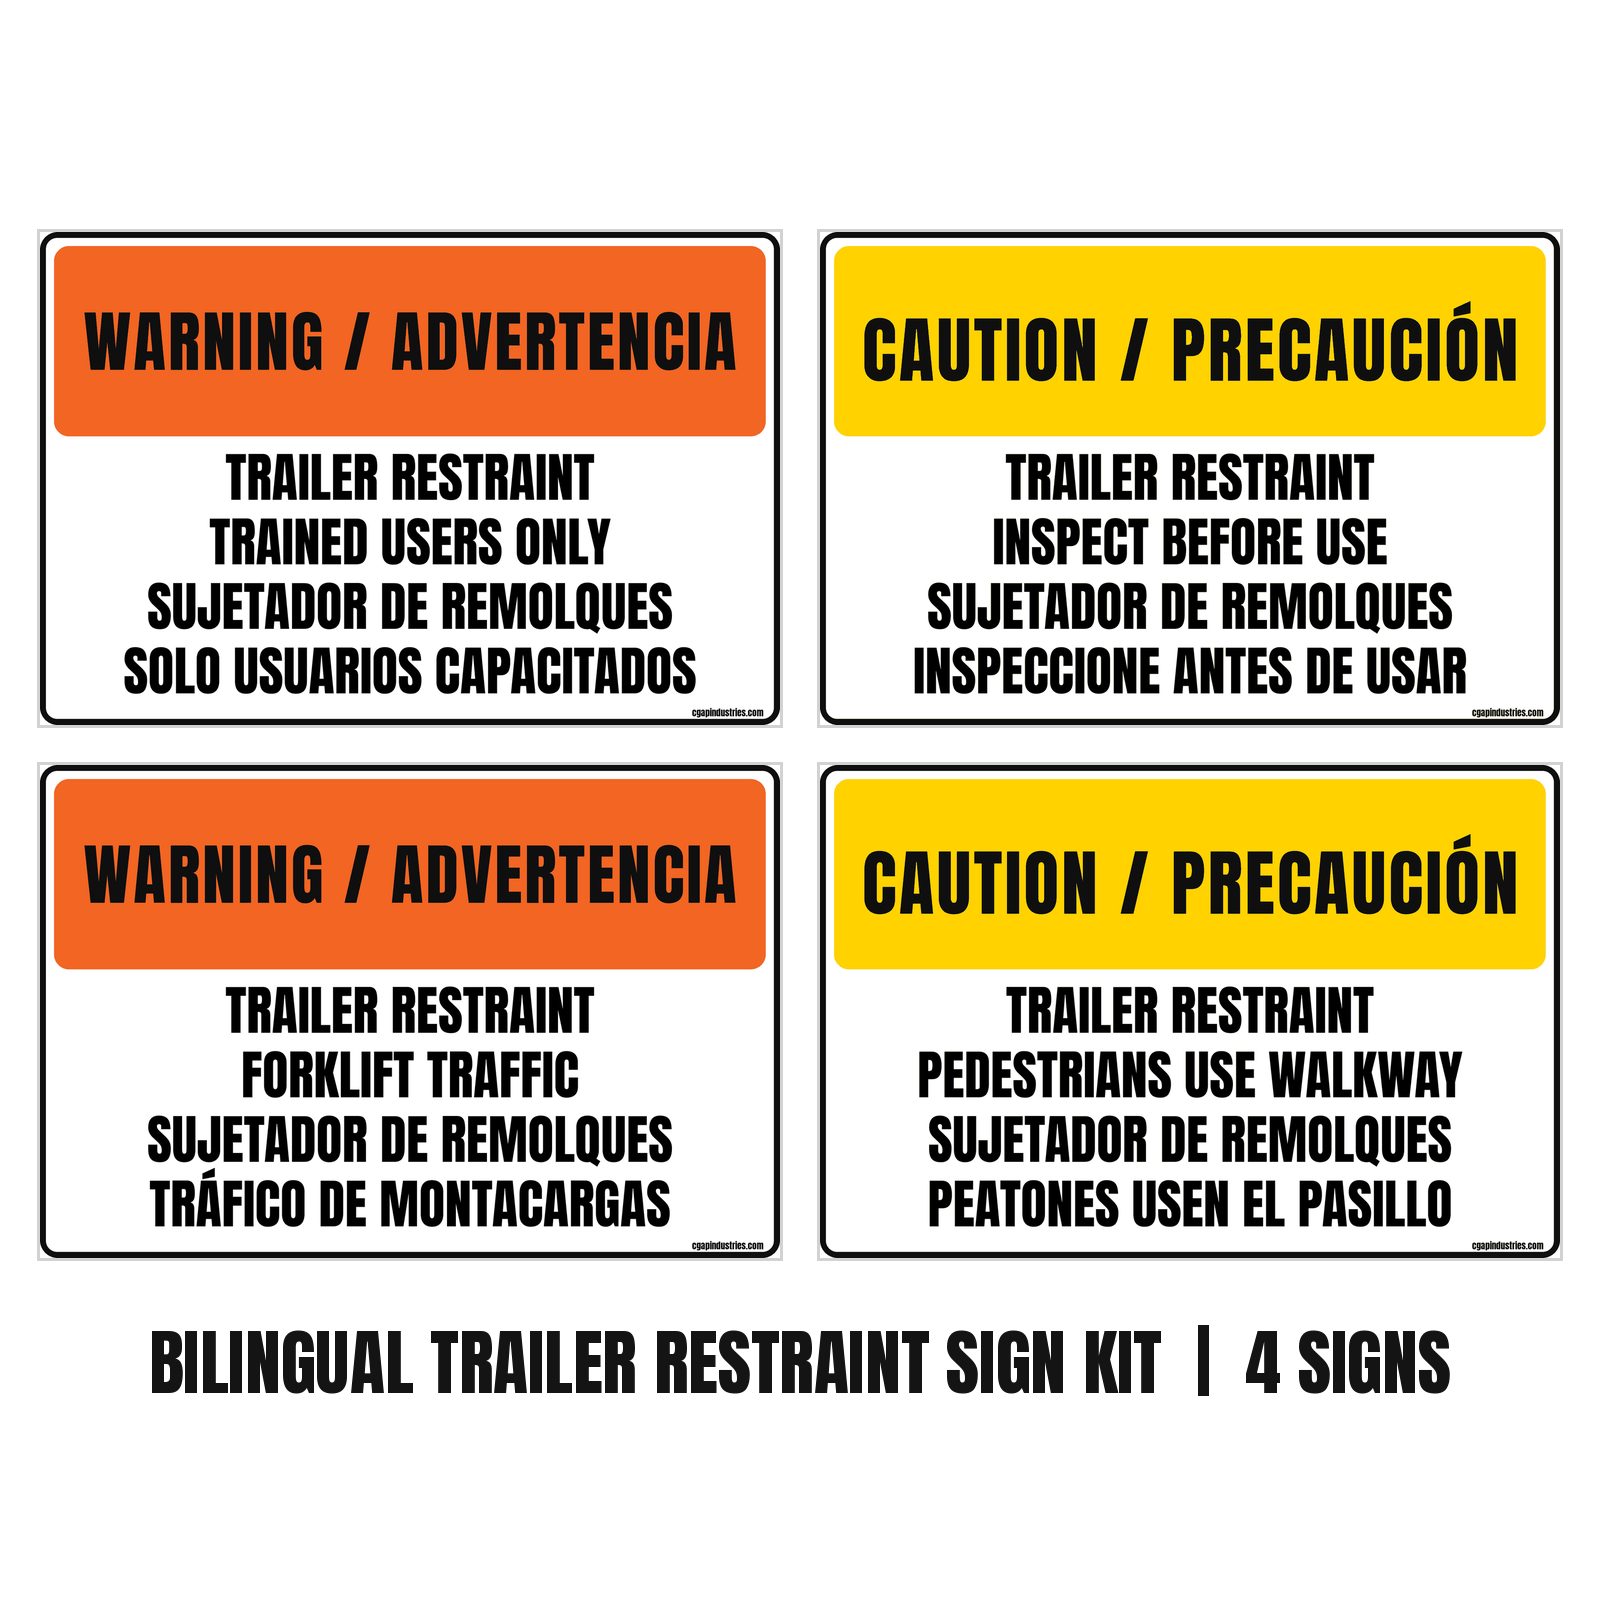 WARNING / ADVERTENCIA
TRAILER RESTRAINT
TRAINED USERS ONLY
SUJETADOR DE REMOLQUES
SOLO USUARIOS CAPACITADOS
cgapindustries.com
CAUTION / PRECAUCIÓN
TRAILER RESTRAINT
INSPECT BEFORE USE
SUJETADOR DE REMOLQUES
INSPECCIONE ANTES DE USAR
cgapindustries.com
WARNING / ADVERTENCIA
TRAILER RESTRAINT
FORKLIFT TRAFFIC
SUJETADOR DE REMOLQUES
TRÁFICO DE MONTACARGAS
cgapindustries.com
CAUTION / PRECAUCIÓN
TRAILER RESTRAINT
PEDESTRIANS USE WALKWAY
SUJETADOR DE REMOLQUES
PEATONES USEN EL PASILLO
cgapindustries.com
BILINGUAL TRAILER RESTRAINT SIGN KIT | 4 SIGNS